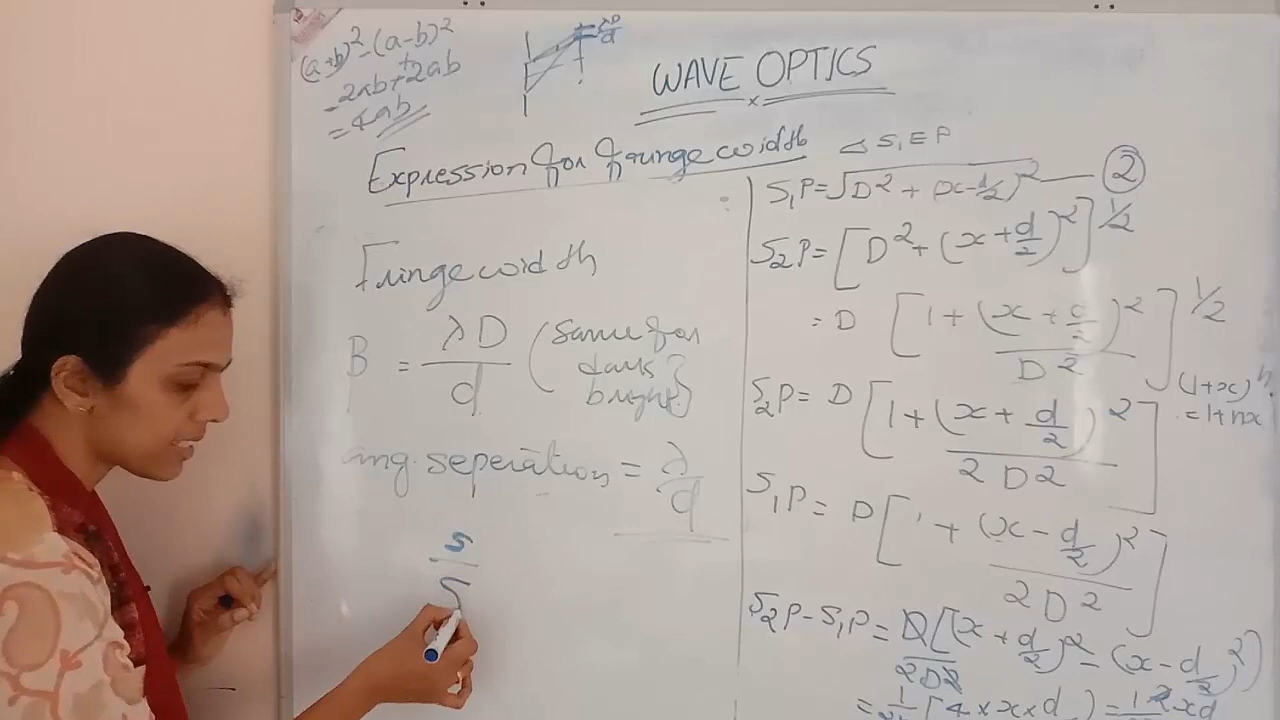 (a+b)² - (a-b)²
= 2ab + 2ab
= 4ab
λD/d
WAVE OPTICS
Expression for fringe width
Fringe width
B = λD/d (same for
dark &
bright)
ang. seperation = λ/d
s
△ S₁EP
S₁P = √D² + (x-d/2)² — ②
S₂P = [D² + (x+d/2)²]^1/2
= D [1 + (x+d/2)²/D²]^1/2
(1+x)ⁿ
= 1+nx
S₂P = D [1 + (x+d/2)²/2D²]
S₁P = D [1 + (x-d/2)²/2D²]
S₂P - S₁P = D/2D² [(x+d/2)² - (x-d/2)²]
[4 × x × d) =